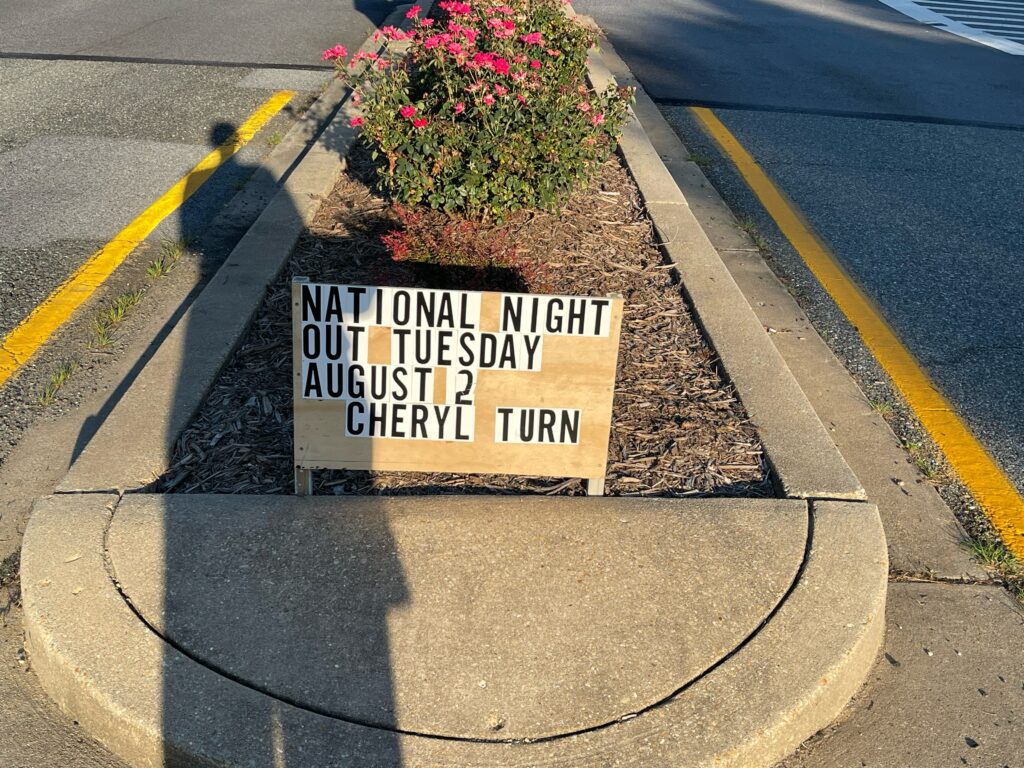 NATIONAL NIGHT
OUT TUESDAY
AUGUST 2
CHERYL TURN